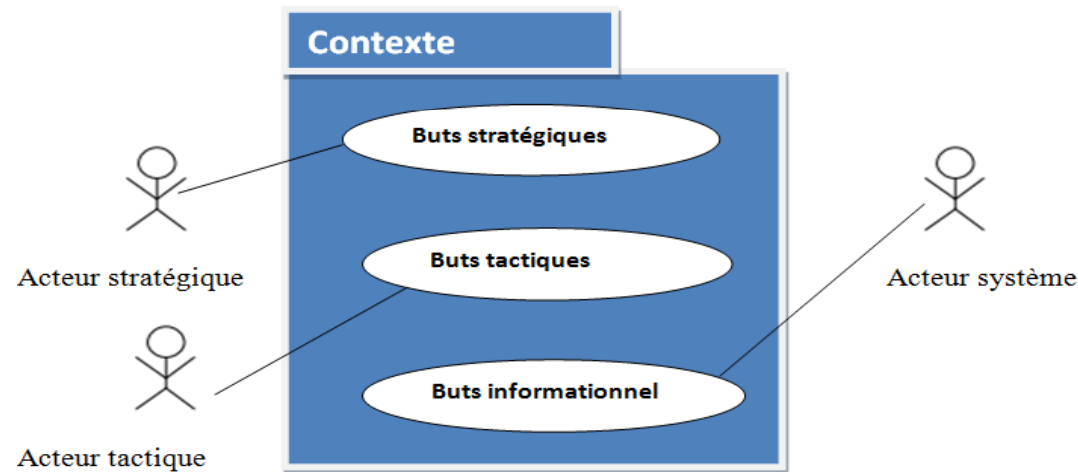 Contexte
Buts stratégiques
Acteur stratégique
Buts tactiques
Acteur système
Buts informationnel
Acteur tactique